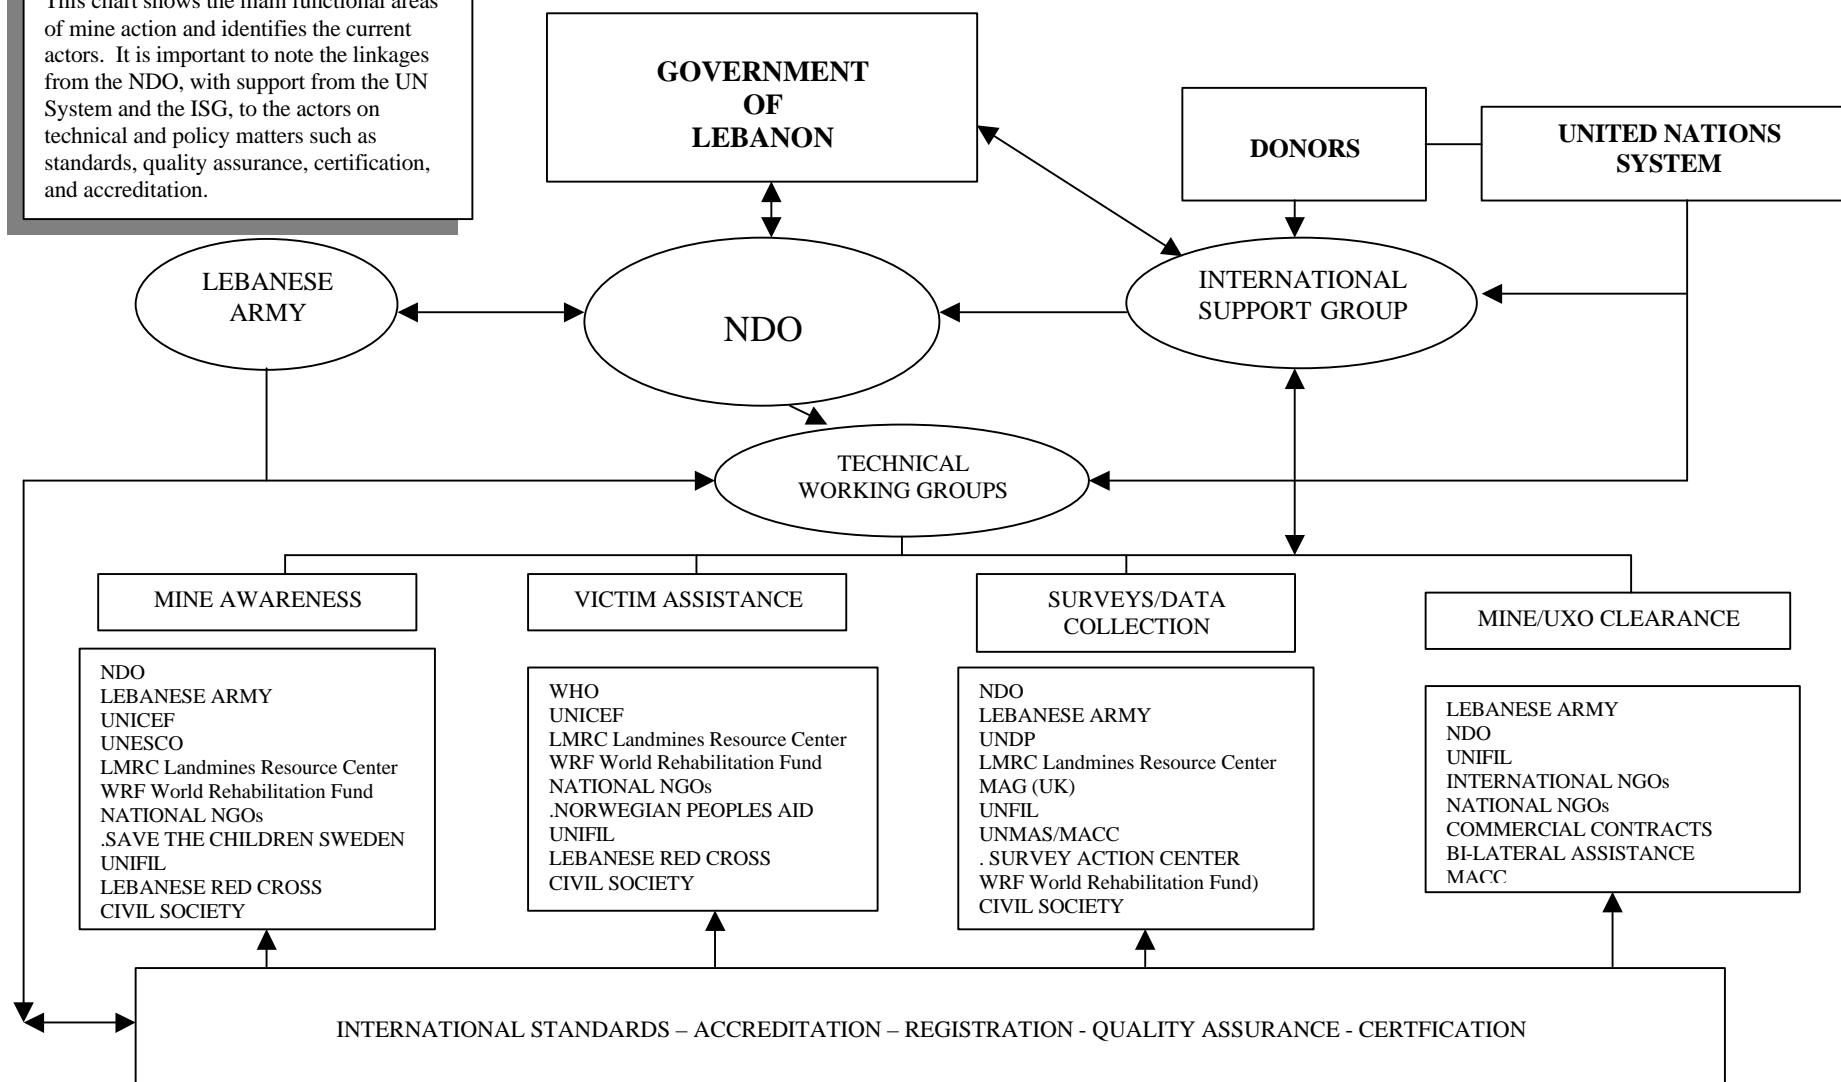 This chart shows the main functional areas
of mine action and identifies the current
actors. It is important to note the linkages
from the NDO, with support from the UN
System and the ISG, to the actors on
technical and policy matters such as
standards, quality assurance, certification,
and accreditation.
GOVERNMENT
OF
LEBANON
DONORS
UNITED NATIONS
SYSTEM
LEBANESE
ARMY
NDO
INTERNATIONAL
SUPPORT GROUP
TECHNICAL
WORKING GROUPS
MINE AWARENESS
VICTIM ASSISTANCE
SURVEYS/DATA
COLLECTION
MINE/UXO CLEARANCE
NDO
LEBANESE ARMY
UNICEF
UNESCO
LMRC Landmines Resource Center
WRF World Rehabilitation Fund
NATIONAL NGOs
.SAVE THE CHILDREN SWEDEN
UNIFIL
LEBANESE RED CROSS
CIVIL SOCIETY
WHO
UNICEF
LMRC Landmines Resource Center
WRF World Rehabilitation Fund
NATIONAL NGOs
.NORWEGIAN PEOPLES AID
UNIFIL
LEBANESE RED CROSS
CIVIL SOCIETY
NDO
LEBANESE ARMY
UNDP
LMRC Landmines Resource Center
MAG (UK)
UNFIL
UNMAS/MACC
. SURVEY ACTION CENTER
WRF World Rehabilitation Fund)
CIVIL SOCIETY
LEBANESE ARMY
NDO
UNIFIL
INTERNATIONAL NGOs
NATIONAL NGOs
COMMERCIAL CONTRACTS
BI-LATERAL ASSISTANCE
MACC
INTERNATIONAL STANDARDS – ACCREDITATION – REGISTRATION - QUALITY ASSURANCE - CERTFICATION